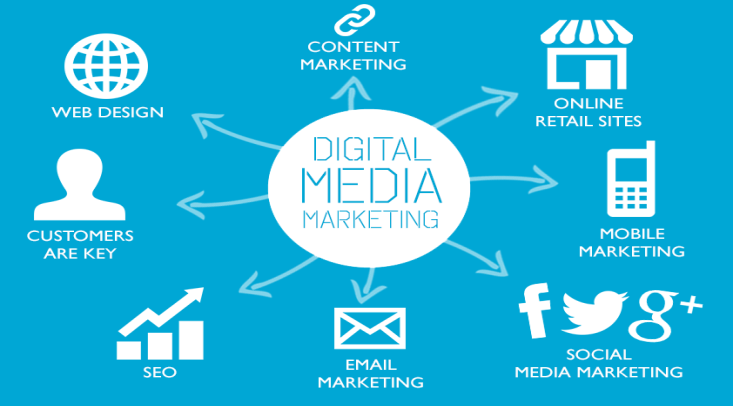 CONTENT
MARKETING
WEB DESIGN
ONLINE
RETAIL SITES
DIGITAL
MEDIA
MARKETING
CUSTOMERS
ARE KEY
MOBILE
MARKETING
SEO
EMAIL
MARKETING
f g+
SOCIAL
MEDIA MARKETING